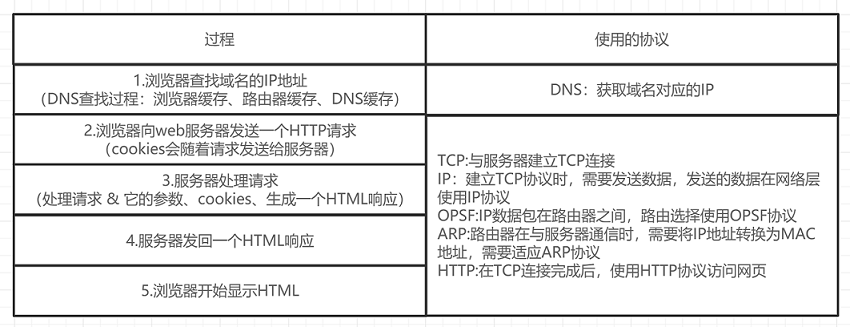 过程
使用的协议
1.浏览器查找域名的IP地址
（DNS查找过程：浏览器缓存、路由器缓存、DNS缓存）
DNS：获取域名对应的IP
2.浏览器向web服务器发送一个HTTP请求
（cookies会随着请求发送给服务器）
3.服务器处理请求
（处理请求 & 它的参数、cookies、生成一个HTML响应）
4.服务器发回一个HTML响应
5.浏览器开始显示HTML
TCP:与服务器建立TCP连接
IP：建立TCP协议时，需要发送数据，发送的数据在网络层
使用IP协议
OPSF:IP数据包在路由器之间，路由选择使用OPSF协议
ARP:路由器在与服务器通信时，需要将IP地址转换为MAC
地址，需要适应ARP协议
HTTP:在TCP连接完成后，使用HTTP协议访问网页